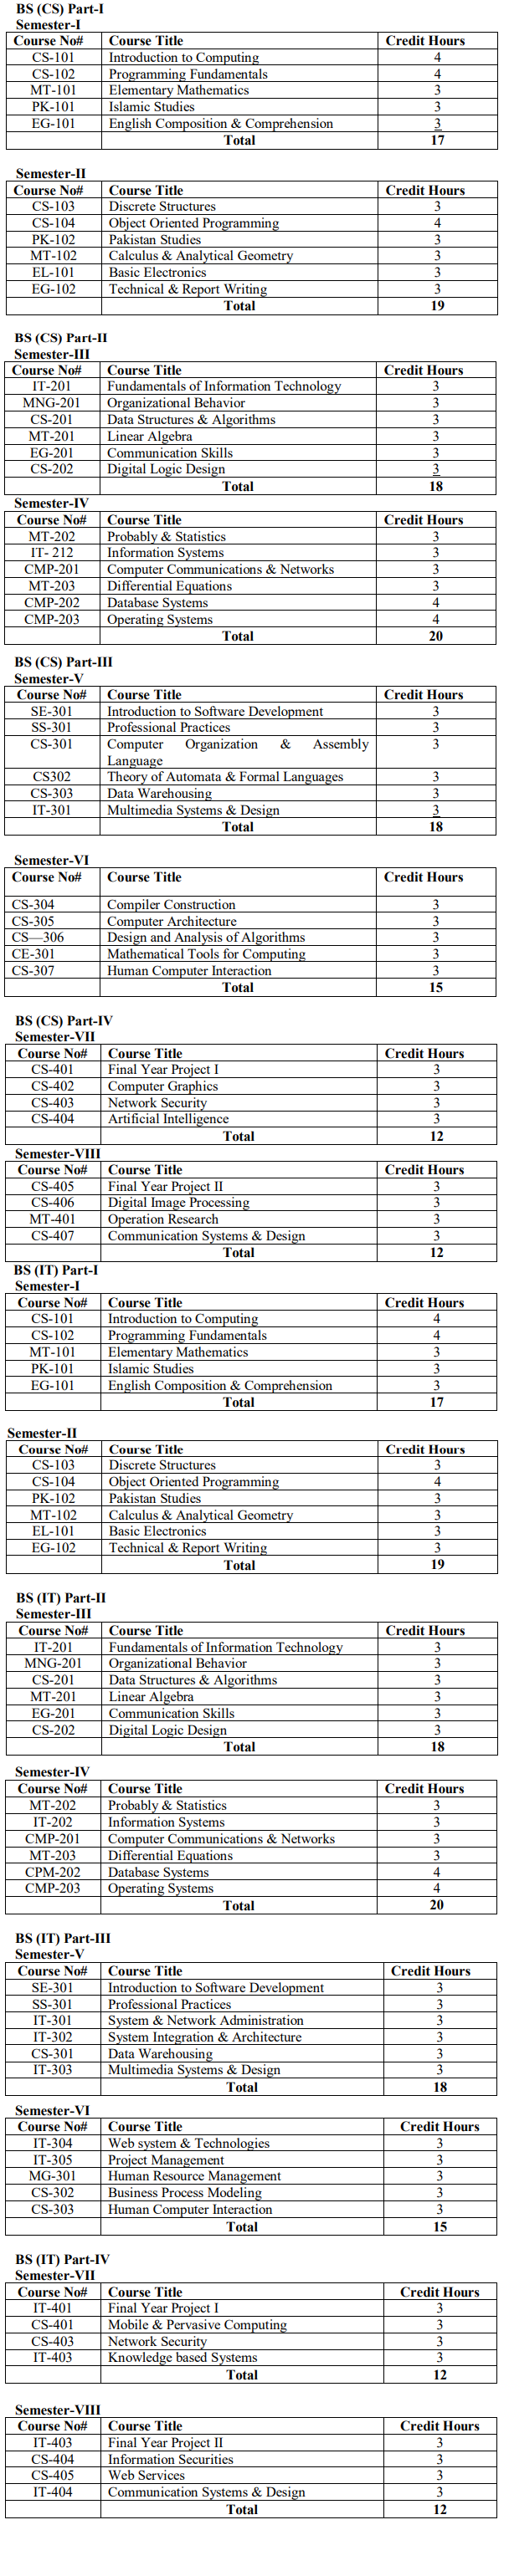 BS (CS) Part-I
Semester-I
Course No# Course Title Credit Hours
CS-101 Introduction to Computing 4
CS-102 Programming Fundamentals 4
MT-101 Elementary Mathematics 3
PK-101 Islamic Studies 3
EG-101 English Composition & Comprehension 3
Total 17
Semester-II
Course No# Course Title Credit Hours
CS-103 Discrete Structures 3
CS-104 Object Oriented Programming 4
PK-102 Pakistan Studies 3
MT-102 Calculus & Analytical Geometry 3
EL-101 Basic Electronics 3
EG-102 Technical & Report Writing 3
Total 19
BS (CS) Part-II
Semester-III
Course No# Course Title Credit Hours
IT-201 Fundamentals of Information Technology 3
MNG-201 Organizational Behavior 3
CS-201 Data Structures & Algorithms 3
MT-201 Linear Algebra 3
EG-201 Communication Skills 3
CS-202 Digital Logic Design 3
Total 18
Semester-IV
Course No# Course Title Credit Hours
MT-202 Probably & Statistics 3
IT- 212 Information Systems 3
CMP-201 Computer Communications & Networks 3
MT-203 Differential Equations 3
CMP-202 Database Systems 4
CMP-203 Operating Systems 4
Total 20
BS (CS) Part-III
Semester-V
Course No# Course Title Credit Hours
SE-301 Introduction to Software Development 3
SS-301 Professional Practices 3
CS-301 Computer Organization & Assembly 3
Language
CS302 Theory of Automata & Formal Languages 3
CS-303 Data Warehousing 3
IT-301 Multimedia Systems & Design 3
Total 18
Semester-VI
Course No# Course Title Credit Hours
CS-304 Compiler Construction 3
CS-305 Computer Architecture 3
CS—306 Design and Analysis of Algorithms 3
CE-301 Mathematical Tools for Computing 3
CS-307 Human Computer Interaction 3
Total 15
BS (CS) Part-IV
Semester-VII
Course No# Course Title Credit Hours
CS-401 Final Year Project I 3
CS-402 Computer Graphics 3
CS-403 Network Security 3
CS-404 Artificial Intelligence 3
Total 12
Semester-VIII
Course No# Course Title Credit Hours
CS-405 Final Year Project II 3
CS-406 Digital Image Processing 3
MT-401 Operation Research 3
CS-407 Communication Systems & Design 3
Total 12
BS (IT) Part-I
Semester-I
Course No# Course Title Credit Hours
CS-101 Introduction to Computing 4
CS-102 Programming Fundamentals 4
MT-101 Elementary Mathematics 3
PK-101 Islamic Studies 3
EG-101 English Composition & Comprehension 3
Total 17
Semester-II
Course No# Course Title Credit Hours
CS-103 Discrete Structures 3
CS-104 Object Oriented Programming 4
PK-102 Pakistan Studies 3
MT-102 Calculus & Analytical Geometry 3
EL-101 Basic Electronics 3
EG-102 Technical & Report Writing 3
Total 19
BS (IT) Part-II
Semester-III
Course No# Course Title Credit Hours
IT-201 Fundamentals of Information Technology 3
MNG-201 Organizational Behavior 3
CS-201 Data Structures & Algorithms 3
MT-201 Linear Algebra 3
EG-201 Communication Skills 3
CS-202 Digital Logic Design 3
Total 18
Semester-IV
Course No# Course Title Credit Hours
MT-202 Probably & Statistics 3
IT-202 Information Systems 3
CMP-201 Computer Communications & Networks 3
MT-203 Differential Equations 3
CPM-202 Database Systems 4
CMP-203 Operating Systems 4
Total 20
BS (IT) Part-III
Semester-V
Course No# Course Title Credit Hours
SE-301 Introduction to Software Development 3
SS-301 Professional Practices 3
IT-301 System & Network Administration 3
IT-302 System Integration & Architecture 3
CS-301 Data Warehousing 3
IT-303 Multimedia Systems & Design 3
Total 18
Semester-VI
Course No# Course Title Credit Hours
IT-304 Web system & Technologies 3
IT-305 Project Management 3
MG-301 Human Resource Management 3
CS-302 Business Process Modeling 3
CS-303 Human Computer Interaction 3
Total 15
BS (IT) Part-IV
Semester-VII
Course No# Course Title Credit Hours
IT-401 Final Year Project I 3
CS-401 Mobile & Pervasive Computing 3
CS-403 Network Security 3
IT-403 Knowledge based Systems 3
Total 12
Semester-VIII
Course No# Course Title Credit Hours
IT-403 Final Year Project II 3
CS-404 Information Securities 3
CS-405 Web Services 3
IT-404 Communication Systems & Design 3
Total 12